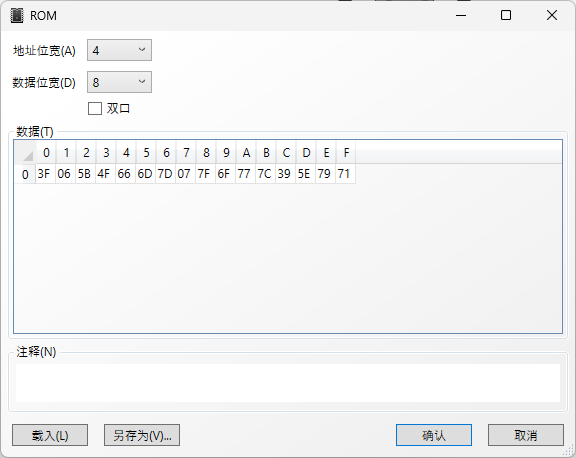 ROM
地址位宽(A) 4
数据位宽(D) 8
双口
数据(T)
0 1 2 3 4 5 6 7 8 9 A B C D E F
0 3F 06 5B 4F 66 6D 7D 07 7F 6F 77 7C 39 5E 79 71
注释(N)
载入(L) 另存为(V)... 确认 取消